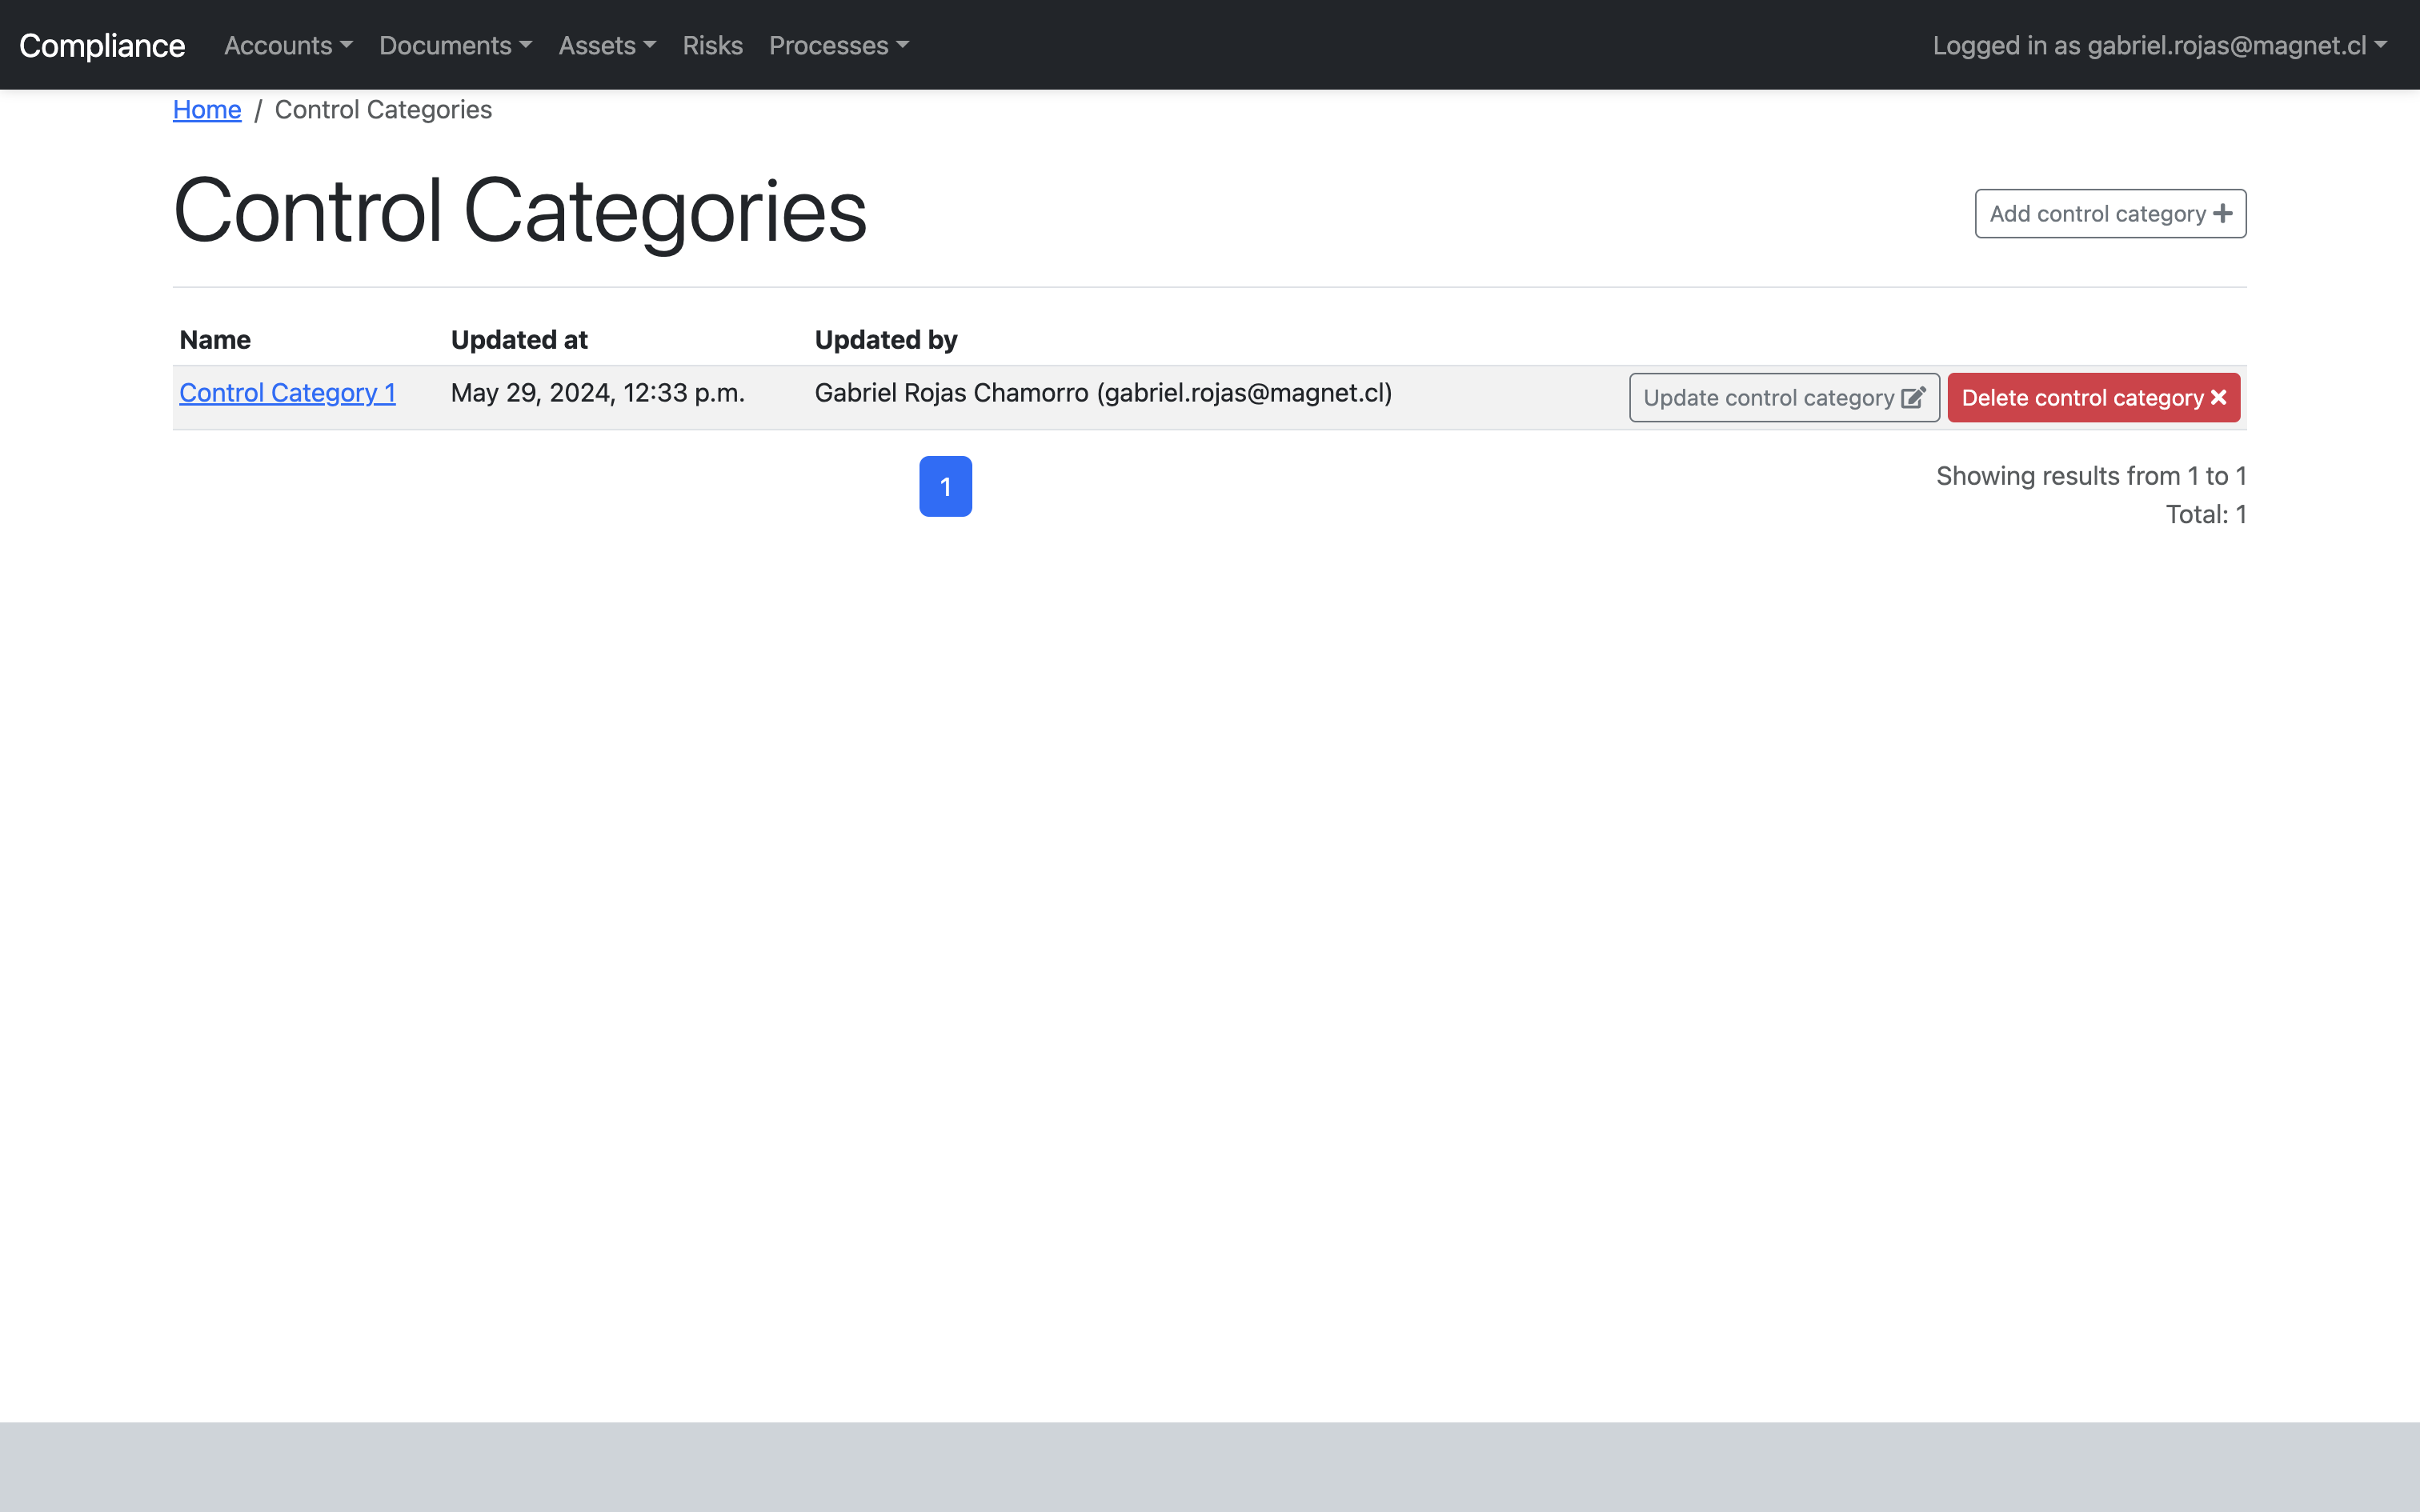 Compliance Accounts Documents Assets Risks Processes Logged in as gabriel.rojas@magnet.cl
Home / Control Categories
Control Categories
Add control category
Name Updated at Updated by
Control Category 1 May 29, 2024, 12:33 p.m. Gabriel Rojas Chamorro (gabriel.rojas@magnet.cl) Update control category Delete control category
1
Showing results from 1 to 1
Total: 1